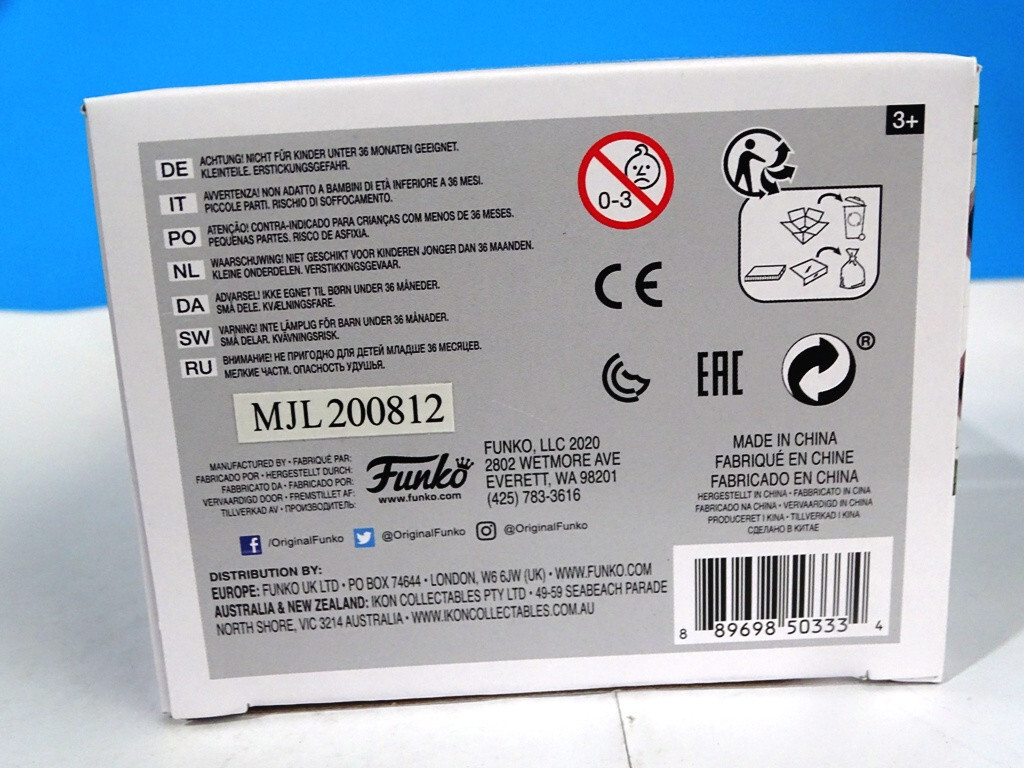 3+
DE ACHTUNG! NICHT FÜR KINDER UNTER 36 MONATEN GEEIGNET.
KLEINTEILE. ERSTICKUNGSGEFAHR.
IT AVVERTENZA! NON ADATTO A BAMBINI DI ETÀ INFERIORE A 36 MESI.
PICCOLE PARTI. RISCHIO DI SOFFOCAMENTO.
PO ATENÇÃO! CONTRA-INDICADO PARA CRIANÇAS COM MENOS DE 36 MESES.
PEQUENAS PARTES. RISCO DE ASFIXIA.
NL WAARSCHUWING! NIET GESCHIKT VOOR KINDEREN JONGER DAN 36 MAANDEN.
KLEINE ONDERDELEN. VERSTIKKINGSGEVAAR.
DA ADVARSEL! IKKE EGNET TIL BØRN UNDER 36 MÅNEDER.
SMÅ DELE. KVÆLNINGSFARE.
SW VARNING! INTE LÄMPLIG FÖR BARN UNDER 36 MÅNADER.
SMÅ DELAR. KVÄVNINGSRISK.
RU ВНИМАНИЕ! НЕ ПРИГОДНО ДЛЯ ДЕТЕЙ МЛАДШЕ 36 МЕСЯЦЕВ.
МЕЛКИЕ ЧАСТИ. ОПАСНОСТЬ УДУШЬЯ.
0-3
CE
EAC
®
MJL200812
MANUFACTURED BY • FABRIQUÉ PAR:
FABRICADO POR • HERGESTELLT DURCH:
FABBRICATO DA • FABRICADO POR:
VERVAARDIGD DOOR • FREMSTILLET AF:
TILLVERKAD AV • ПРОИЗВОДИТЕЛЬ:
Funko
www.funko.com
FUNKO, LLC 2020
2802 WETMORE AVE
EVERETT, WA 98201
(425) 783-3616
MADE IN CHINA
FABRIQUÉ EN CHINE
FABRICADO EN CHINA
HERGESTELLT IN CHINA • FABBRICATO IN CINA
FABRICADO NA CHINA • VERVAARDIGD IN CHINA
PRODUCERET I KINA • TILLVERKAD I KINA
СДЕЛАНО В КИТАЕ
/OriginalFunko @OriginalFunko @OriginalFunko
DISTRIBUTION BY:
EUROPE: FUNKO UK LTD • PO BOX 74644 • LONDON, W6 6JW (UK) • WWW.FUNKO.COM
AUSTRALIA & NEW ZEALAND: IKON COLLECTABLES PTY LTD • 49-59 SEABEACH PARADE
NORTH SHORE, VIC 3214 AUSTRALIA • WWW.IKONCOLLECTABLES.COM.AU
8 89698 50333 4